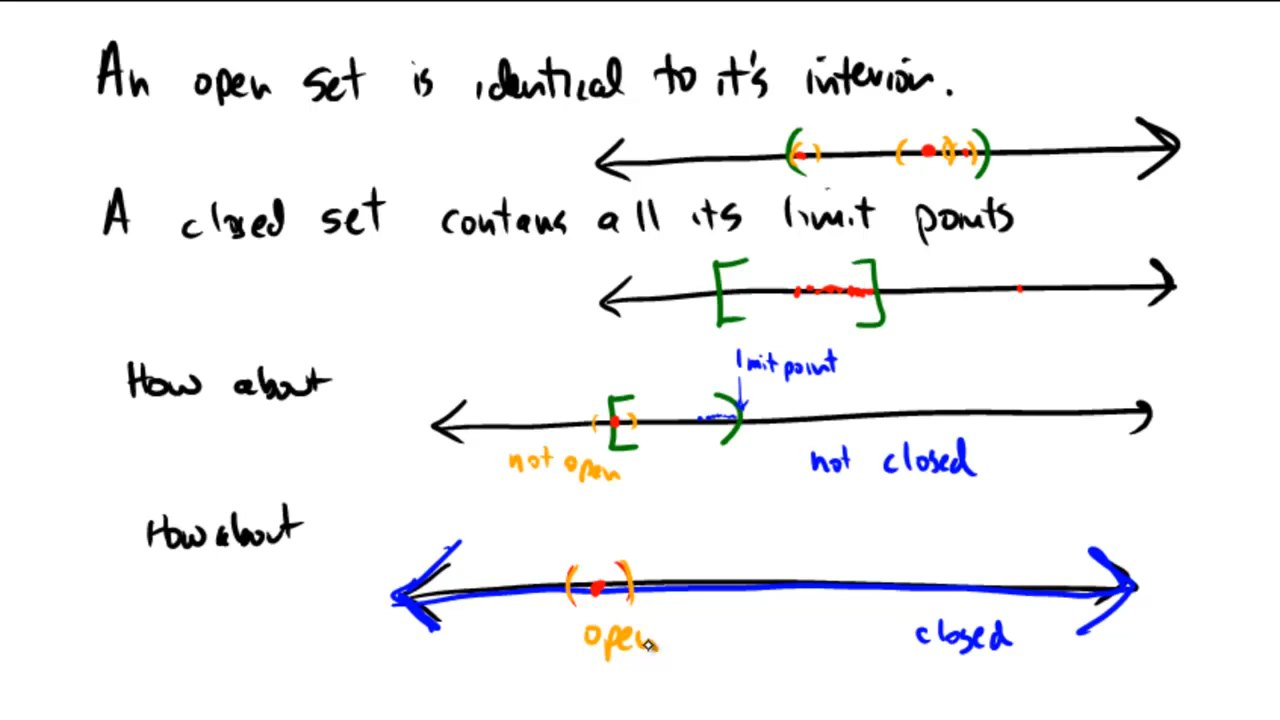 An open set is identical to it's interior.
A closed set contans all its limit points
limit point
How about
not open
not closed
How about
open
closed